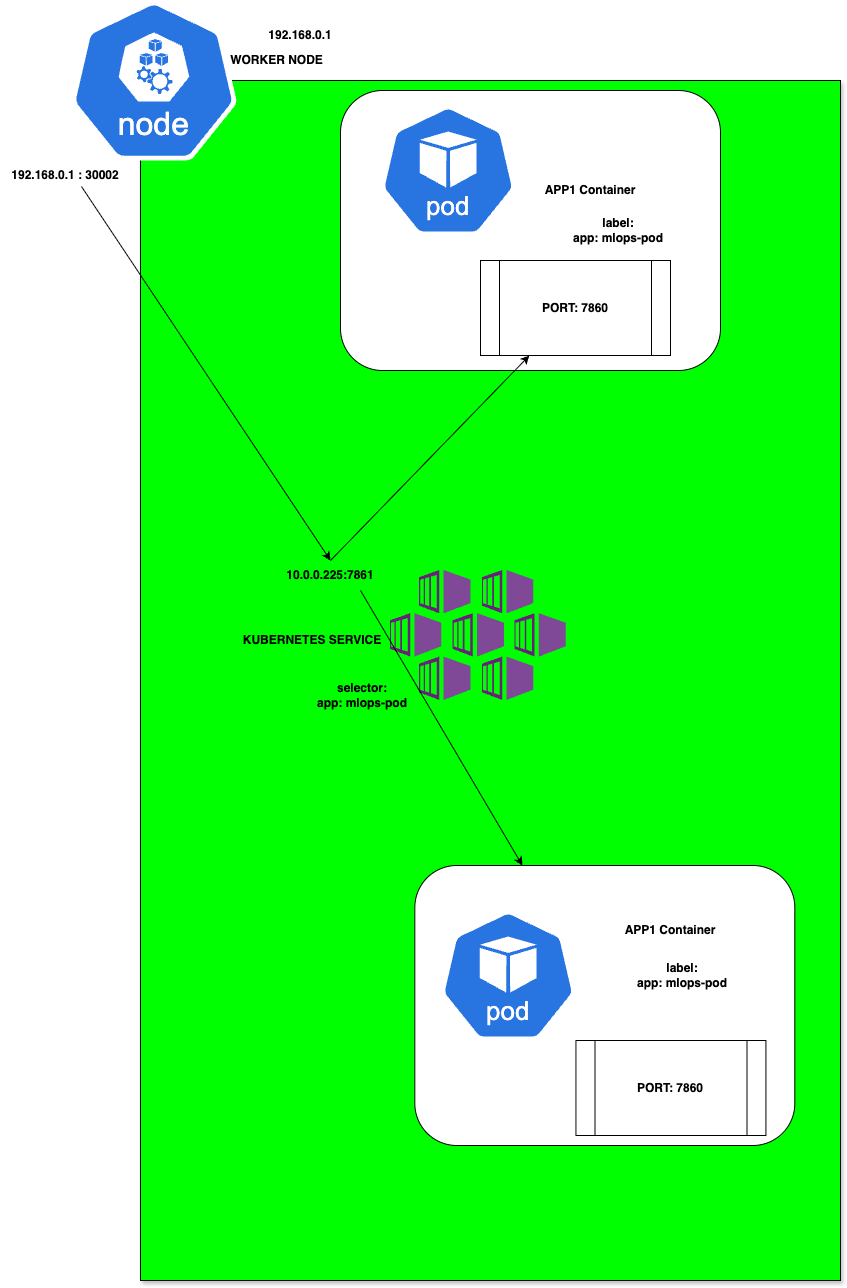 192.168.0.1
WORKER NODE
node
192.168.0.1 : 30002
pod
APP1 Container
label:
app: mlops-pod
PORT: 7860
10.0.0.225:7861
KUBERNETES SERVICE
selector:
app: mlops-pod
pod
APP1 Container
label:
app: mlops-pod
PORT: 7860